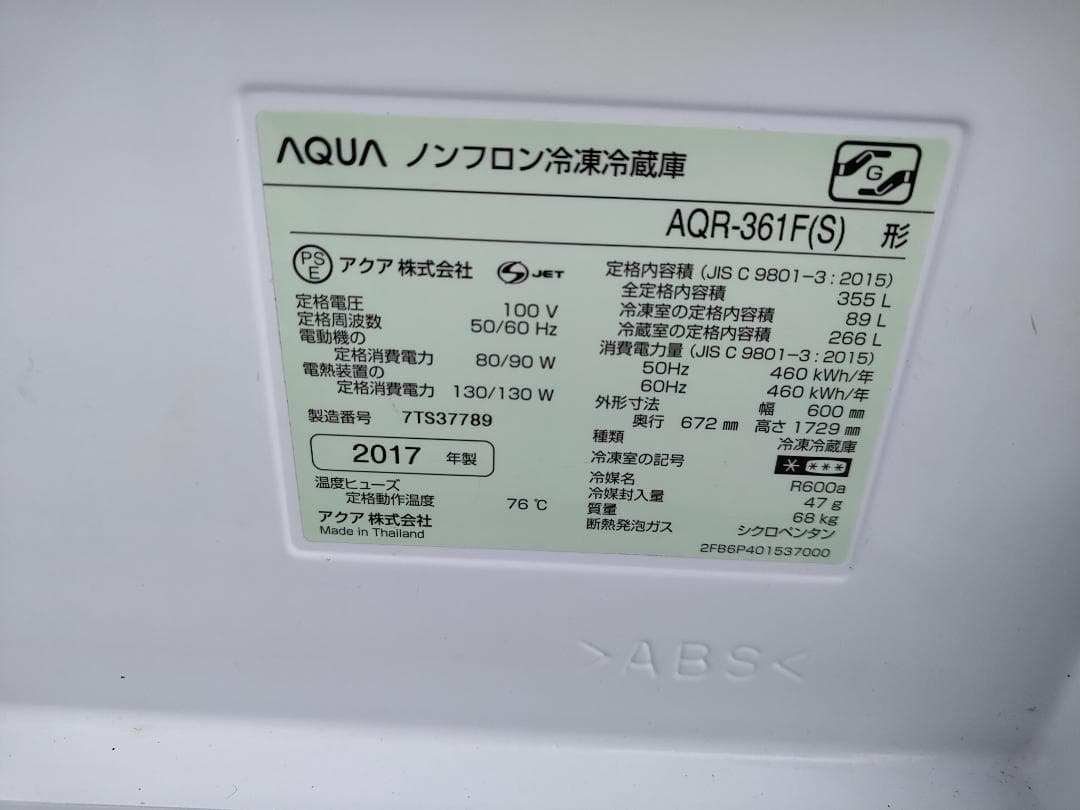 AQUA ノンフロン冷凍冷蔵庫
G
AQR-361F(S) 形
PSE アクア 株式会社 S JET
定格電圧 100 V
定格周波数 50/60 Hz
電動機の
定格消費電力 80/90 W
電熱装置の
定格消費電力 130/130 W
製造番号 7TS37789
2017 年製
温度ヒューズ
定格動作温度 76 ℃
アクア 株式会社
Made in Thailand
定格内容積 (JIS C 9801-3 : 2015)
全定格内容積 355 L
冷凍室の定格内容積 89 L
冷蔵室の定格内容積 266 L
消費電力量 (JIS C 9801-3 : 2015)
50Hz 460 kWh/年
60Hz 460 kWh/年
外形寸法 幅 600 ㎜
奥行 672 ㎜ 高さ 1729 ㎜
種類 冷凍冷蔵庫
冷凍室の記号 * ***
冷媒名 R600a
冷媒封入量 47 g
質量 68 kg
断熱発泡ガス シクロペンタン
2FB6P401537000
>ABS<